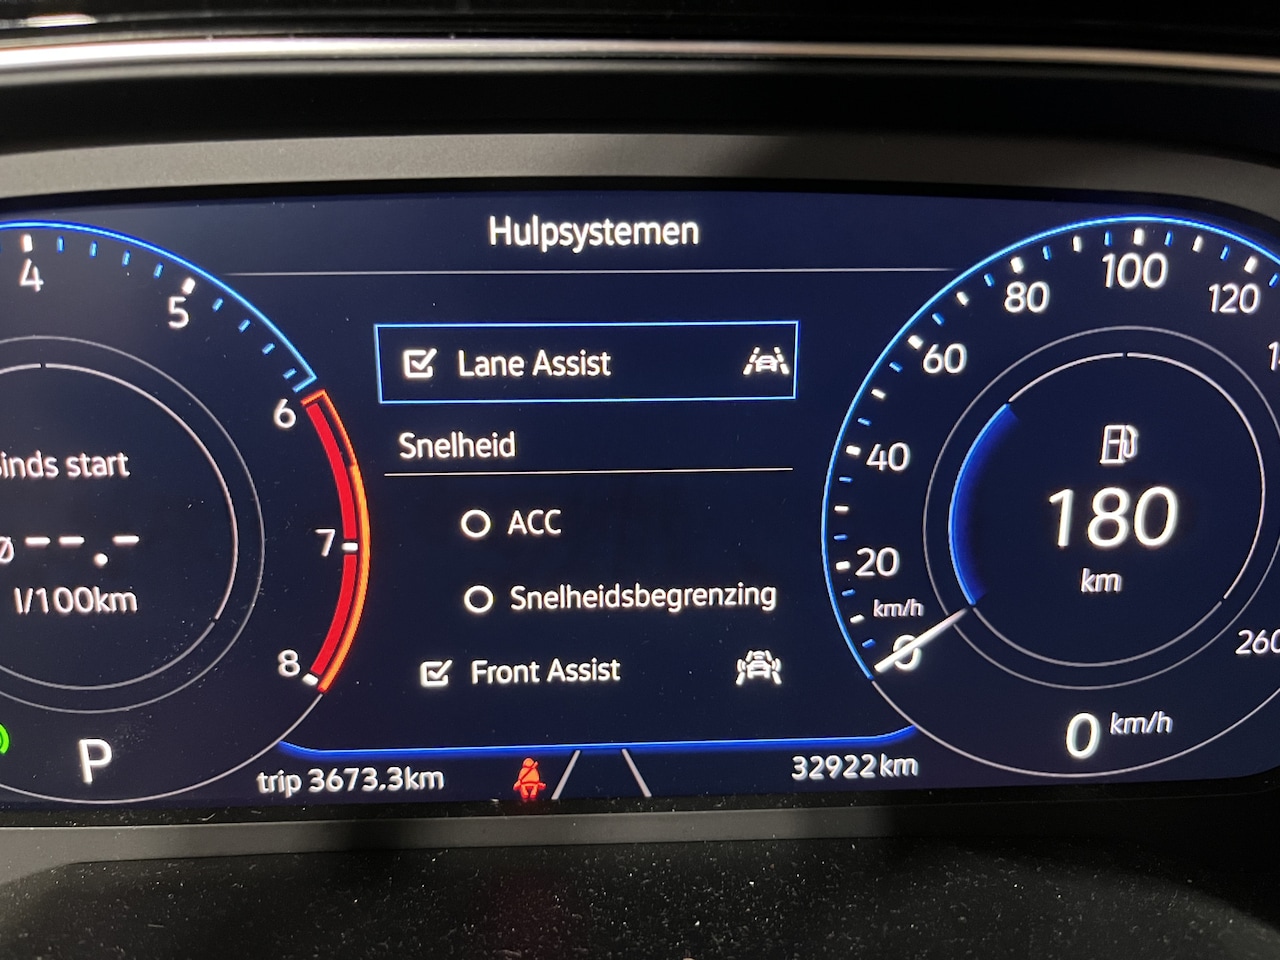 Hulpsystemen
Lane Assist
Snelheid
ACC
Snelheidsbegrenzing
Front Assist
4
5
6
7
8
start
--.-
l/100km
P
trip 3673.3km
32922km
0
20
40
60
80
100
120
260
km/h
180
km
0 km/h